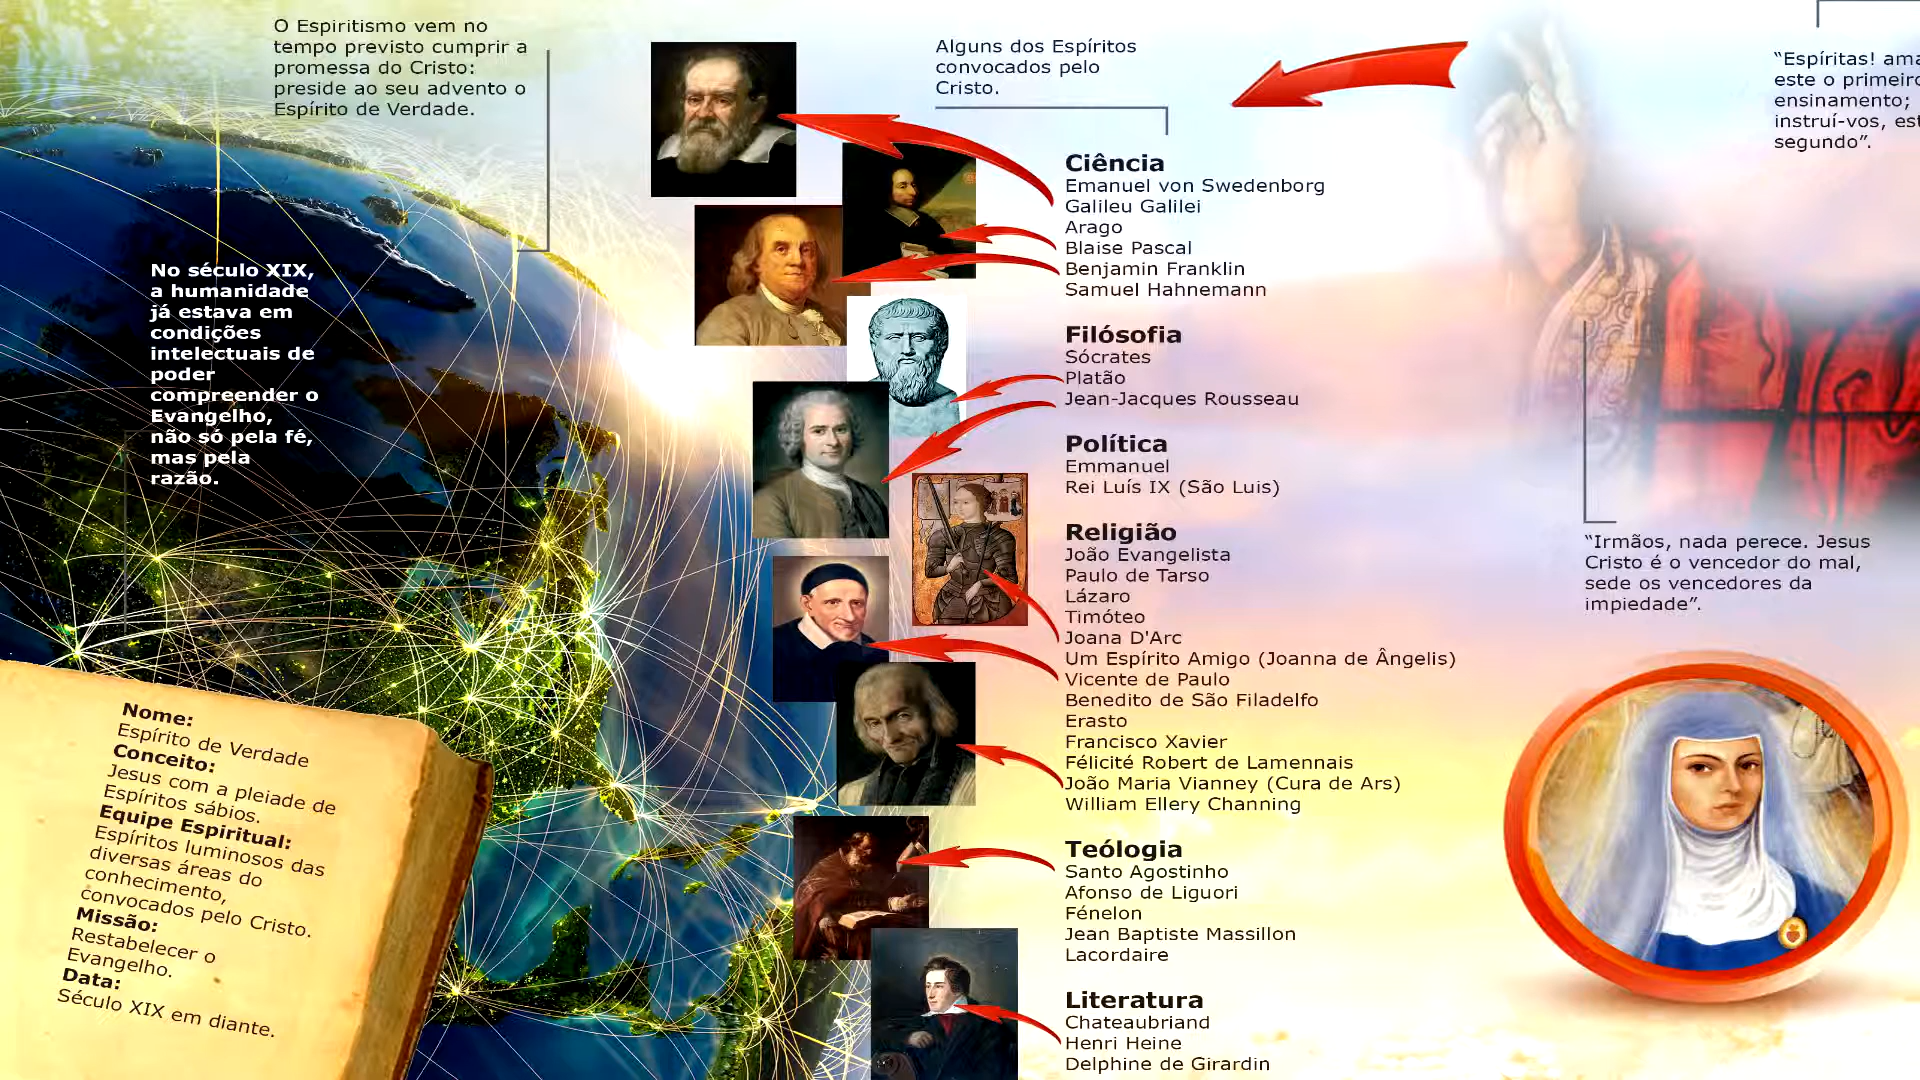 O Espiritismo vem no
tempo previsto cumprir a
promessa do Cristo:
preside ao seu advento o
Espírito de Verdade.
No século XIX,
a humanidade
já estava em
condições
intelectuais de
poder
compreender o
Evangelho,
não só pela fé,
mas pela
razão.
Nome:
Espírito de Verdade
Conceito:
Jesus com a pleiade de
Espíritos sábios.
Equipe Espiritual:
Espíritos luminosos das
diversas áreas do
conhecimento,
convocados pelo Cristo.
Missão:
Restabelecer o
Evangelho.
Data:
Século XIX em diante.
Alguns dos Espíritos
convocados pelo
Cristo.
Ciência
Emanuel von Swedenborg
Galileu Galilei
Arago
Blaise Pascal
Benjamin Franklin
Samuel Hahnemann
Filósofia
Sócrates
Platão
Jean-Jacques Rousseau
Política
Emmanuel
Rei Luís IX (São Luis)
Religião
João Evangelista
Paulo de Tarso
Lázaro
Timóteo
Joana D'Arc
Um Espírito Amigo (Joanna de Ângelis)
Vicente de Paulo
Benedito de São Filadelfo
Erasto
Francisco Xavier
Félicité Robert de Lamennais
João Maria Vianney (Cura de Ars)
William Ellery Channing
Teólogia
Santo Agostinho
Afonso de Liguori
Fénelon
Jean Baptiste Massillon
Lacordaire
Literatura
Chateaubriand
Henri Heine
Delphine de Girardin
“Espíritas! ama
este o primeiro
ensinamento;
instruí-vos, est
segundo”.
“Irmãos, nada perece. Jesus
Cristo é o vencedor do mal,
sede os vencedores da
impiedade”.